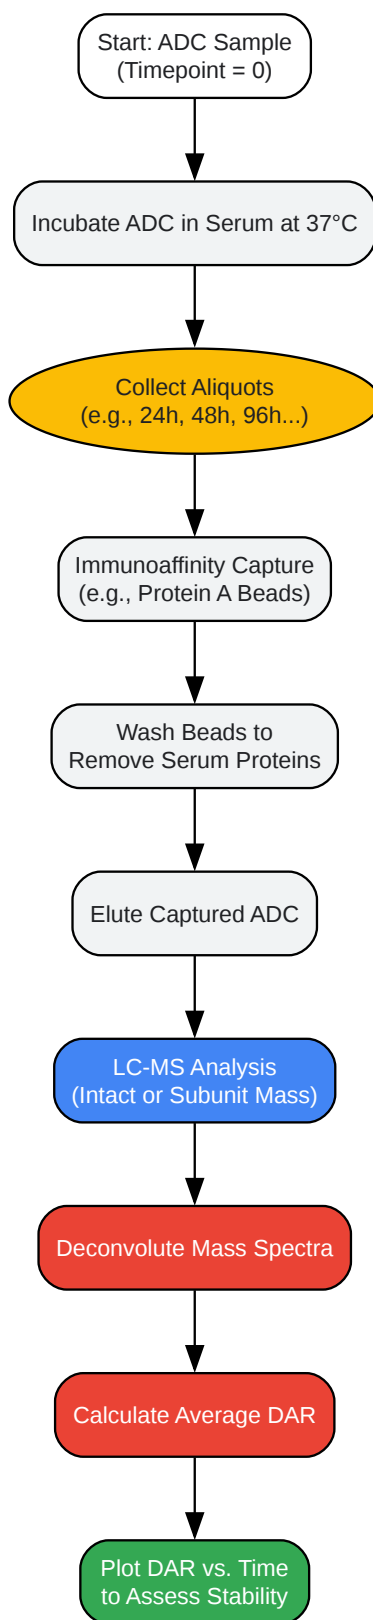 Start: ADC Sample
(Timepoint = 0)
Incubate ADC in Serum at 37°C
Collect Aliquots
(e.g., 24h, 48h, 96h...)
Immunoaffinity Capture
(e.g., Protein A Beads)
Wash Beads to
Remove Serum Proteins
Elute Captured ADC
LC-MS Analysis
(Intact or Subunit Mass)
Deconvolute Mass Spectra
Calculate Average DAR
Plot DAR vs. Time
to Assess Stability